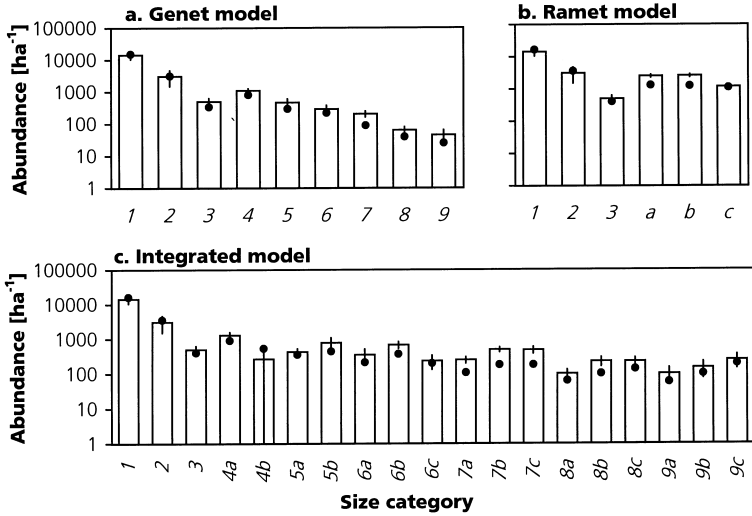 a. Genet model
Abundance [ha⁻¹]
100000
10000
1000
100
10
1
1 2 3 4 5 6 7 8 9
b. Ramet model
1 2 3 a b c
c. Integrated model
Abundance [ha⁻¹]
100000
10000
1000
100
10
1
1 2 3 4a 4b 5a 5b 6a 6b 6c 7a 7b 7c 8a 8b 8c 9a 9b 9c
Size category